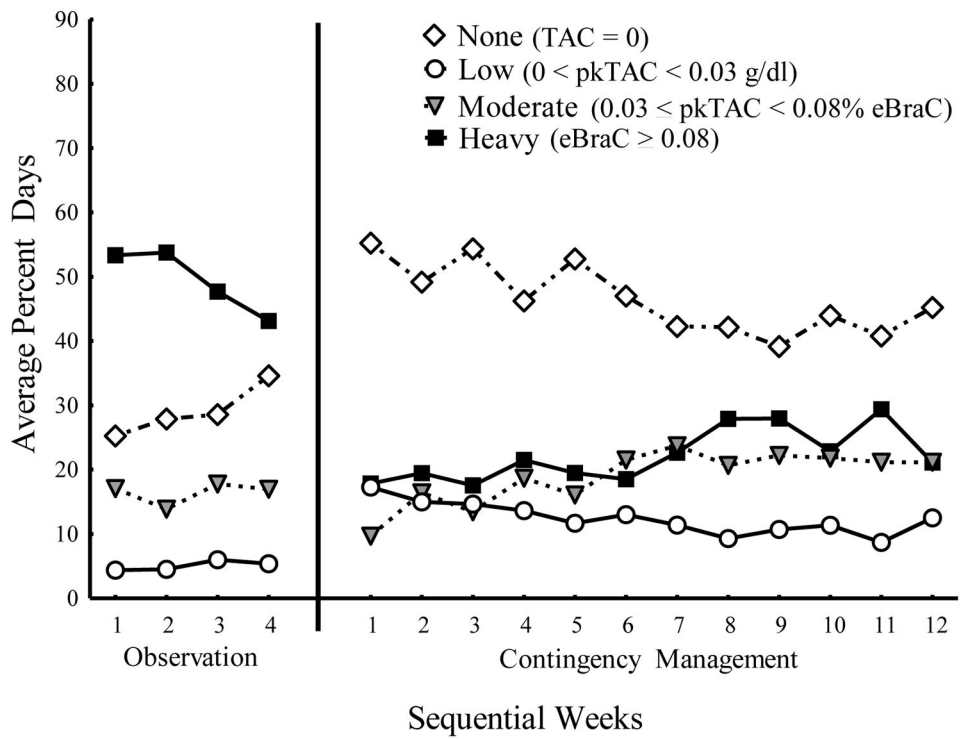 90
80
70
60
50
40
30
20
10
0
Average Percent Days
None (TAC = 0)
Low (0 < pkTAC < 0.03 g/dl)
Moderate (0.03 ≤ pkTAC < 0.08% eBraC)
Heavy (eBraC ≥ 0.08)
1 2 3 4 1 2 3 4 5 6 7 8 9 10 11 12
Observation Contingency Management
Sequential Weeks